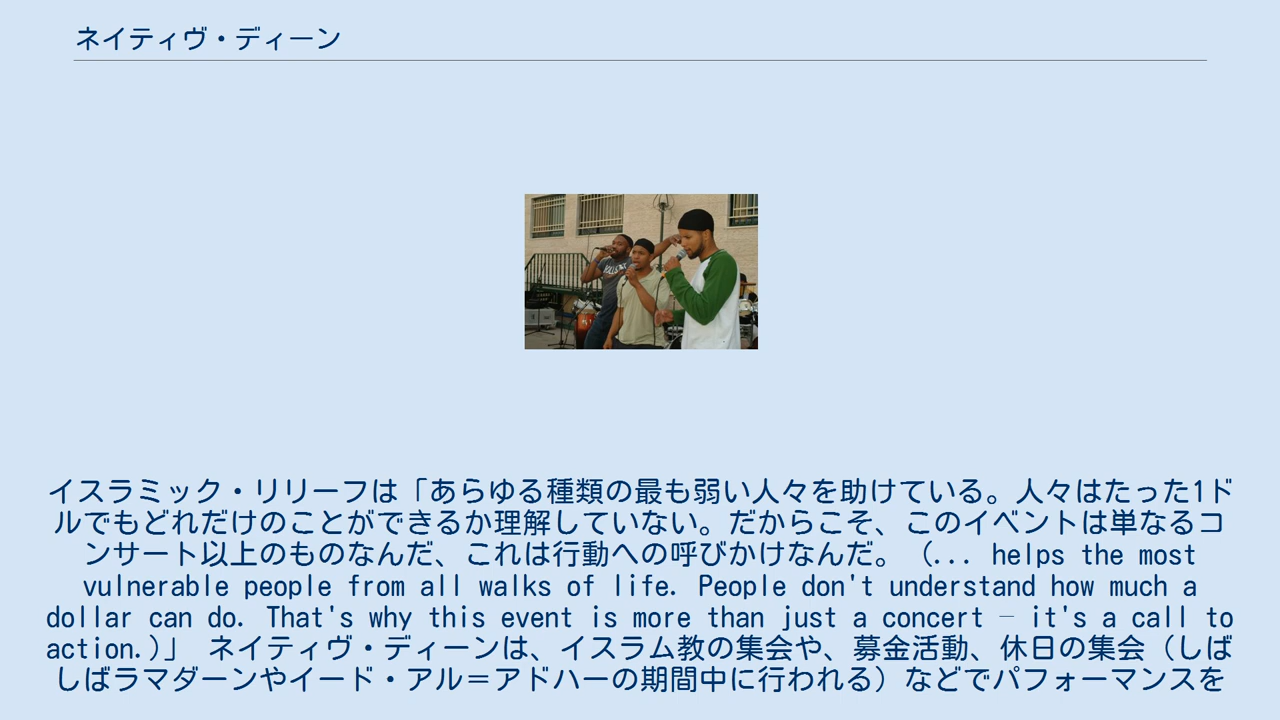 ネイティヴ・ディーン
イスラミック・リリーフは「あらゆる種類の最も弱い人々を助けている。人々はたった1ド
ルでもどれだけのことができるか理解していない。だからこそ、このイベントは単なるコ
ンサート以上のものなんだ、これは行動への呼びかけなんだ。（... helps the most
vulnerable people from all walks of life. People don't understand how much a
dollar can do. That's why this event is more than just a concert — it's a call to
action.)」 ネイティヴ・ディーンは、イスラム教の集会や、募金活動、休日の集会（しば
しばラマダーンやイード・アル＝アドハーの期間中に行われる）などでパフォーマンスを